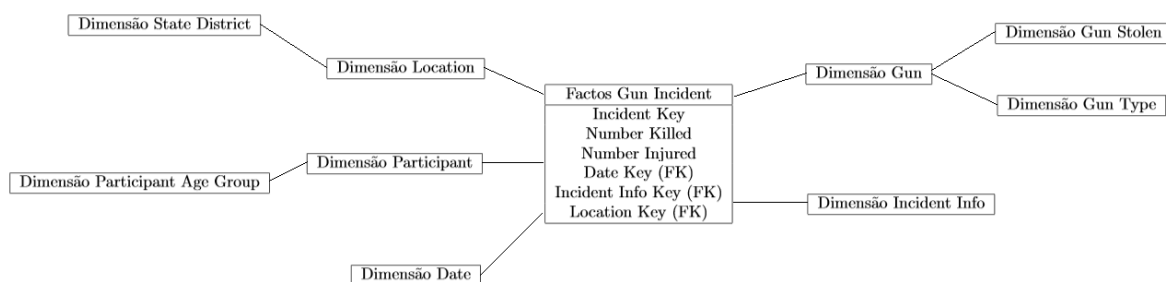 Dimensão State District
Dimensão Location
Dimensão Participant
Dimensão Participant Age Group
Dimensão Date
Factos Gun Incident
Incident Key
Number Killed
Number Injured
Date Key (FK)
Incident Info Key (FK)
Location Key (FK)
Dimensão Gun
Dimensão Gun Stolen
Dimensão Gun Type
Dimensão Incident Info